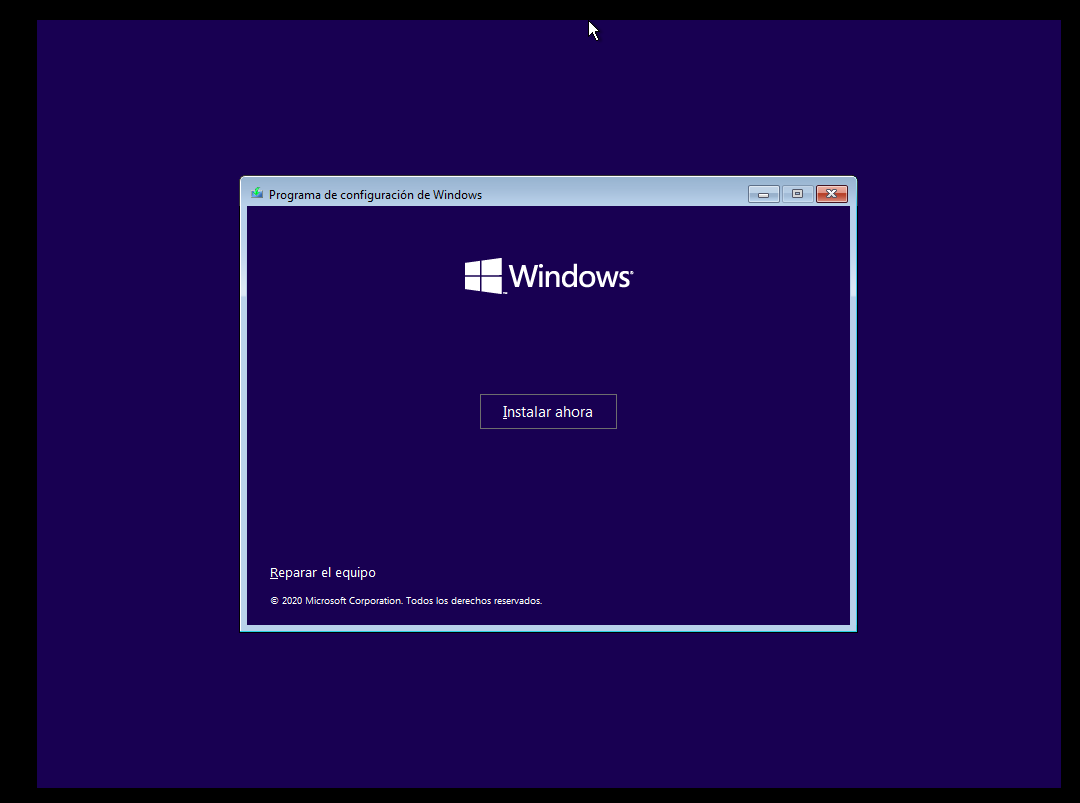 Programa de configuración de Windows
Windows
Instalar ahora
Reparar el equipo
© 2020 Microsoft Corporation. Todos los derechos reservados.